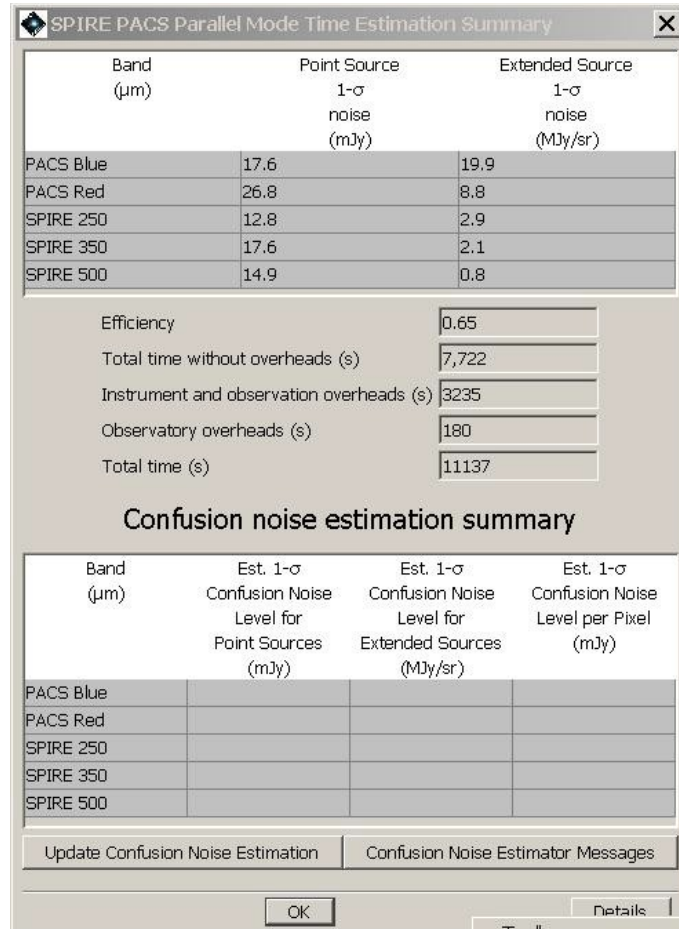 SPIRE PACS Parallel Mode Time Estimation Summary
Band (μm) Point Source 1-σ noise (mJy) Extended Source 1-σ noise (MJy/sr)
PACS Blue 17.6 19.9
PACS Red 26.8 8.8
SPIRE 250 12.8 2.9
SPIRE 350 17.6 2.1
SPIRE 500 14.9 0.8
Efficiency 0.65
Total time without overheads (s) 7,722
Instrument and observation overheads (s) 3235
Observatory overheads (s) 180
Total time (s) 11137
Confusion noise estimation summary
Band (μm) Est. 1-σ Confusion Noise Level for Point Sources (mJy) Est. 1-σ Confusion Noise Level for Extended Sources (MJy/sr) Est. 1-σ Confusion Noise Level per Pixel (mJy)
PACS Blue
PACS Red
SPIRE 250
SPIRE 350
SPIRE 500
Update Confusion Noise Estimation Confusion Noise Estimator Messages
OK Details